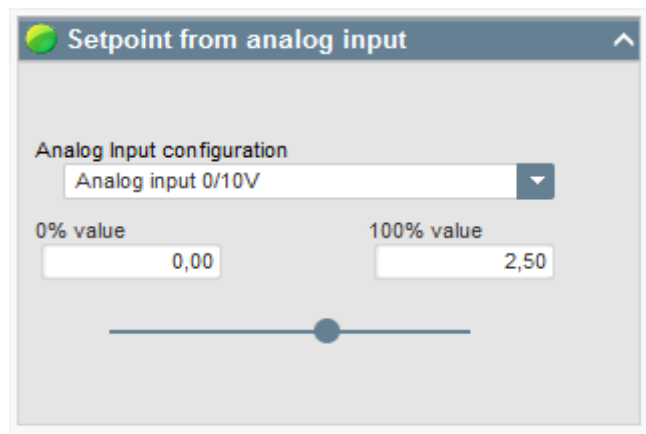 Setpoint from analog input
Analog Input configuration
Analog input 0/10V
0% value 100% value
0,00 2,50